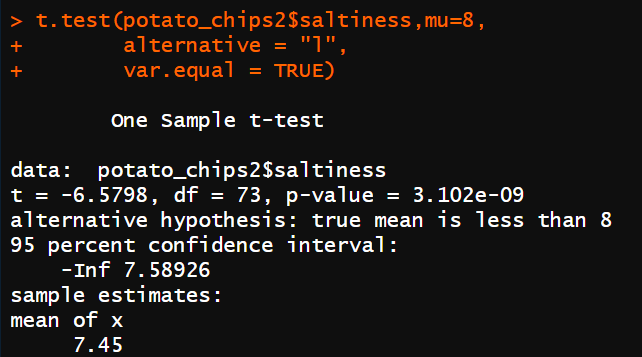 > t.test(potato_chips2$saltiness,mu=8,
+        alternative = "l",
+        var.equal = TRUE)
        One Sample t-test
data:  potato_chips2$saltiness
t = -6.5798, df = 73, p-value = 3.102e-09
alternative hypothesis: true mean is less than 8
95 percent confidence interval:
    -Inf 7.58926
sample estimates:
mean of x
     7.45